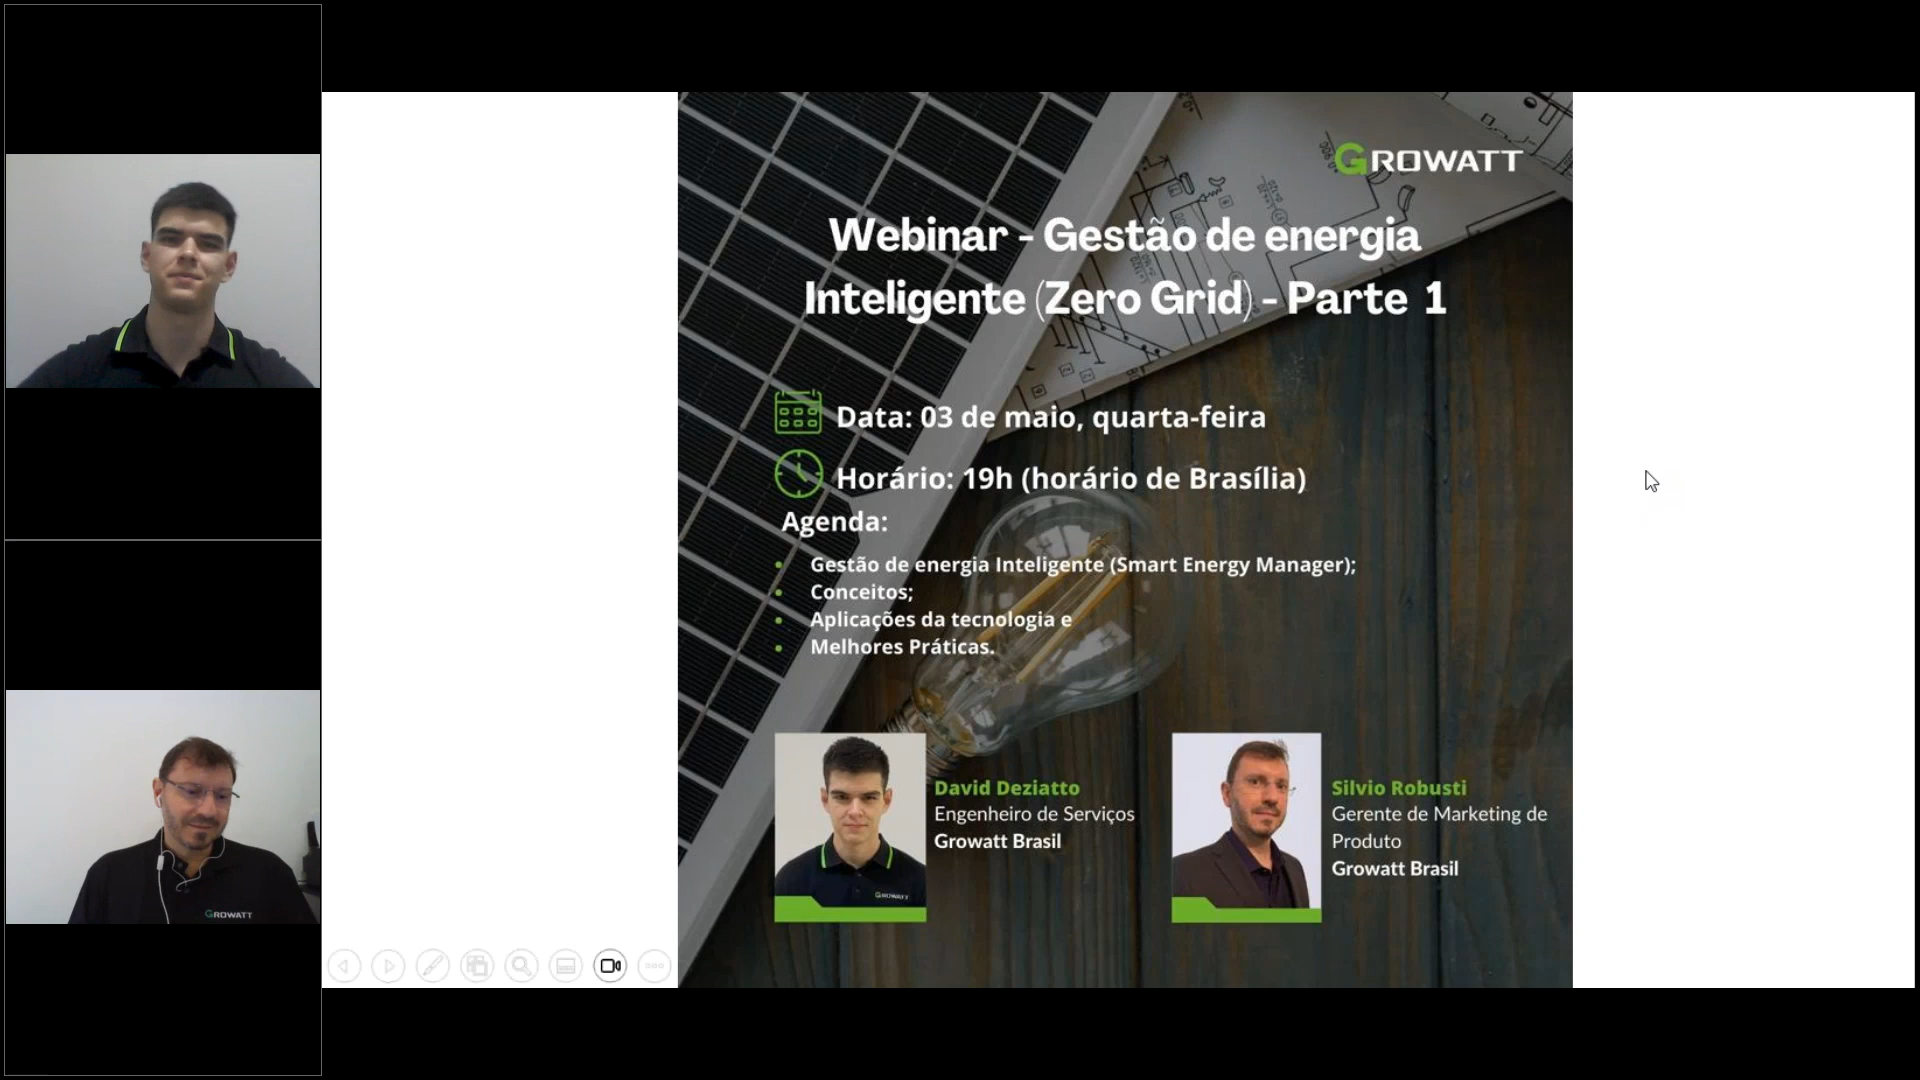 GROWATT
Webinar - Gestão de energia
Inteligente (Zero Grid) - Parte 1
Data: 03 de maio, quarta-feira
Horário: 19h (horário de Brasília)
Agenda:
Gestão de energia Inteligente (Smart Energy Manager);
Conceitos;
Aplicações da tecnologia e
Melhores Práticas.
GROWATT
David Deziatto
Engenheiro de Serviços
Growatt Brasil
Silvio Robusti
Gerente de Marketing de
Produto
Growatt Brasil
GROWATT